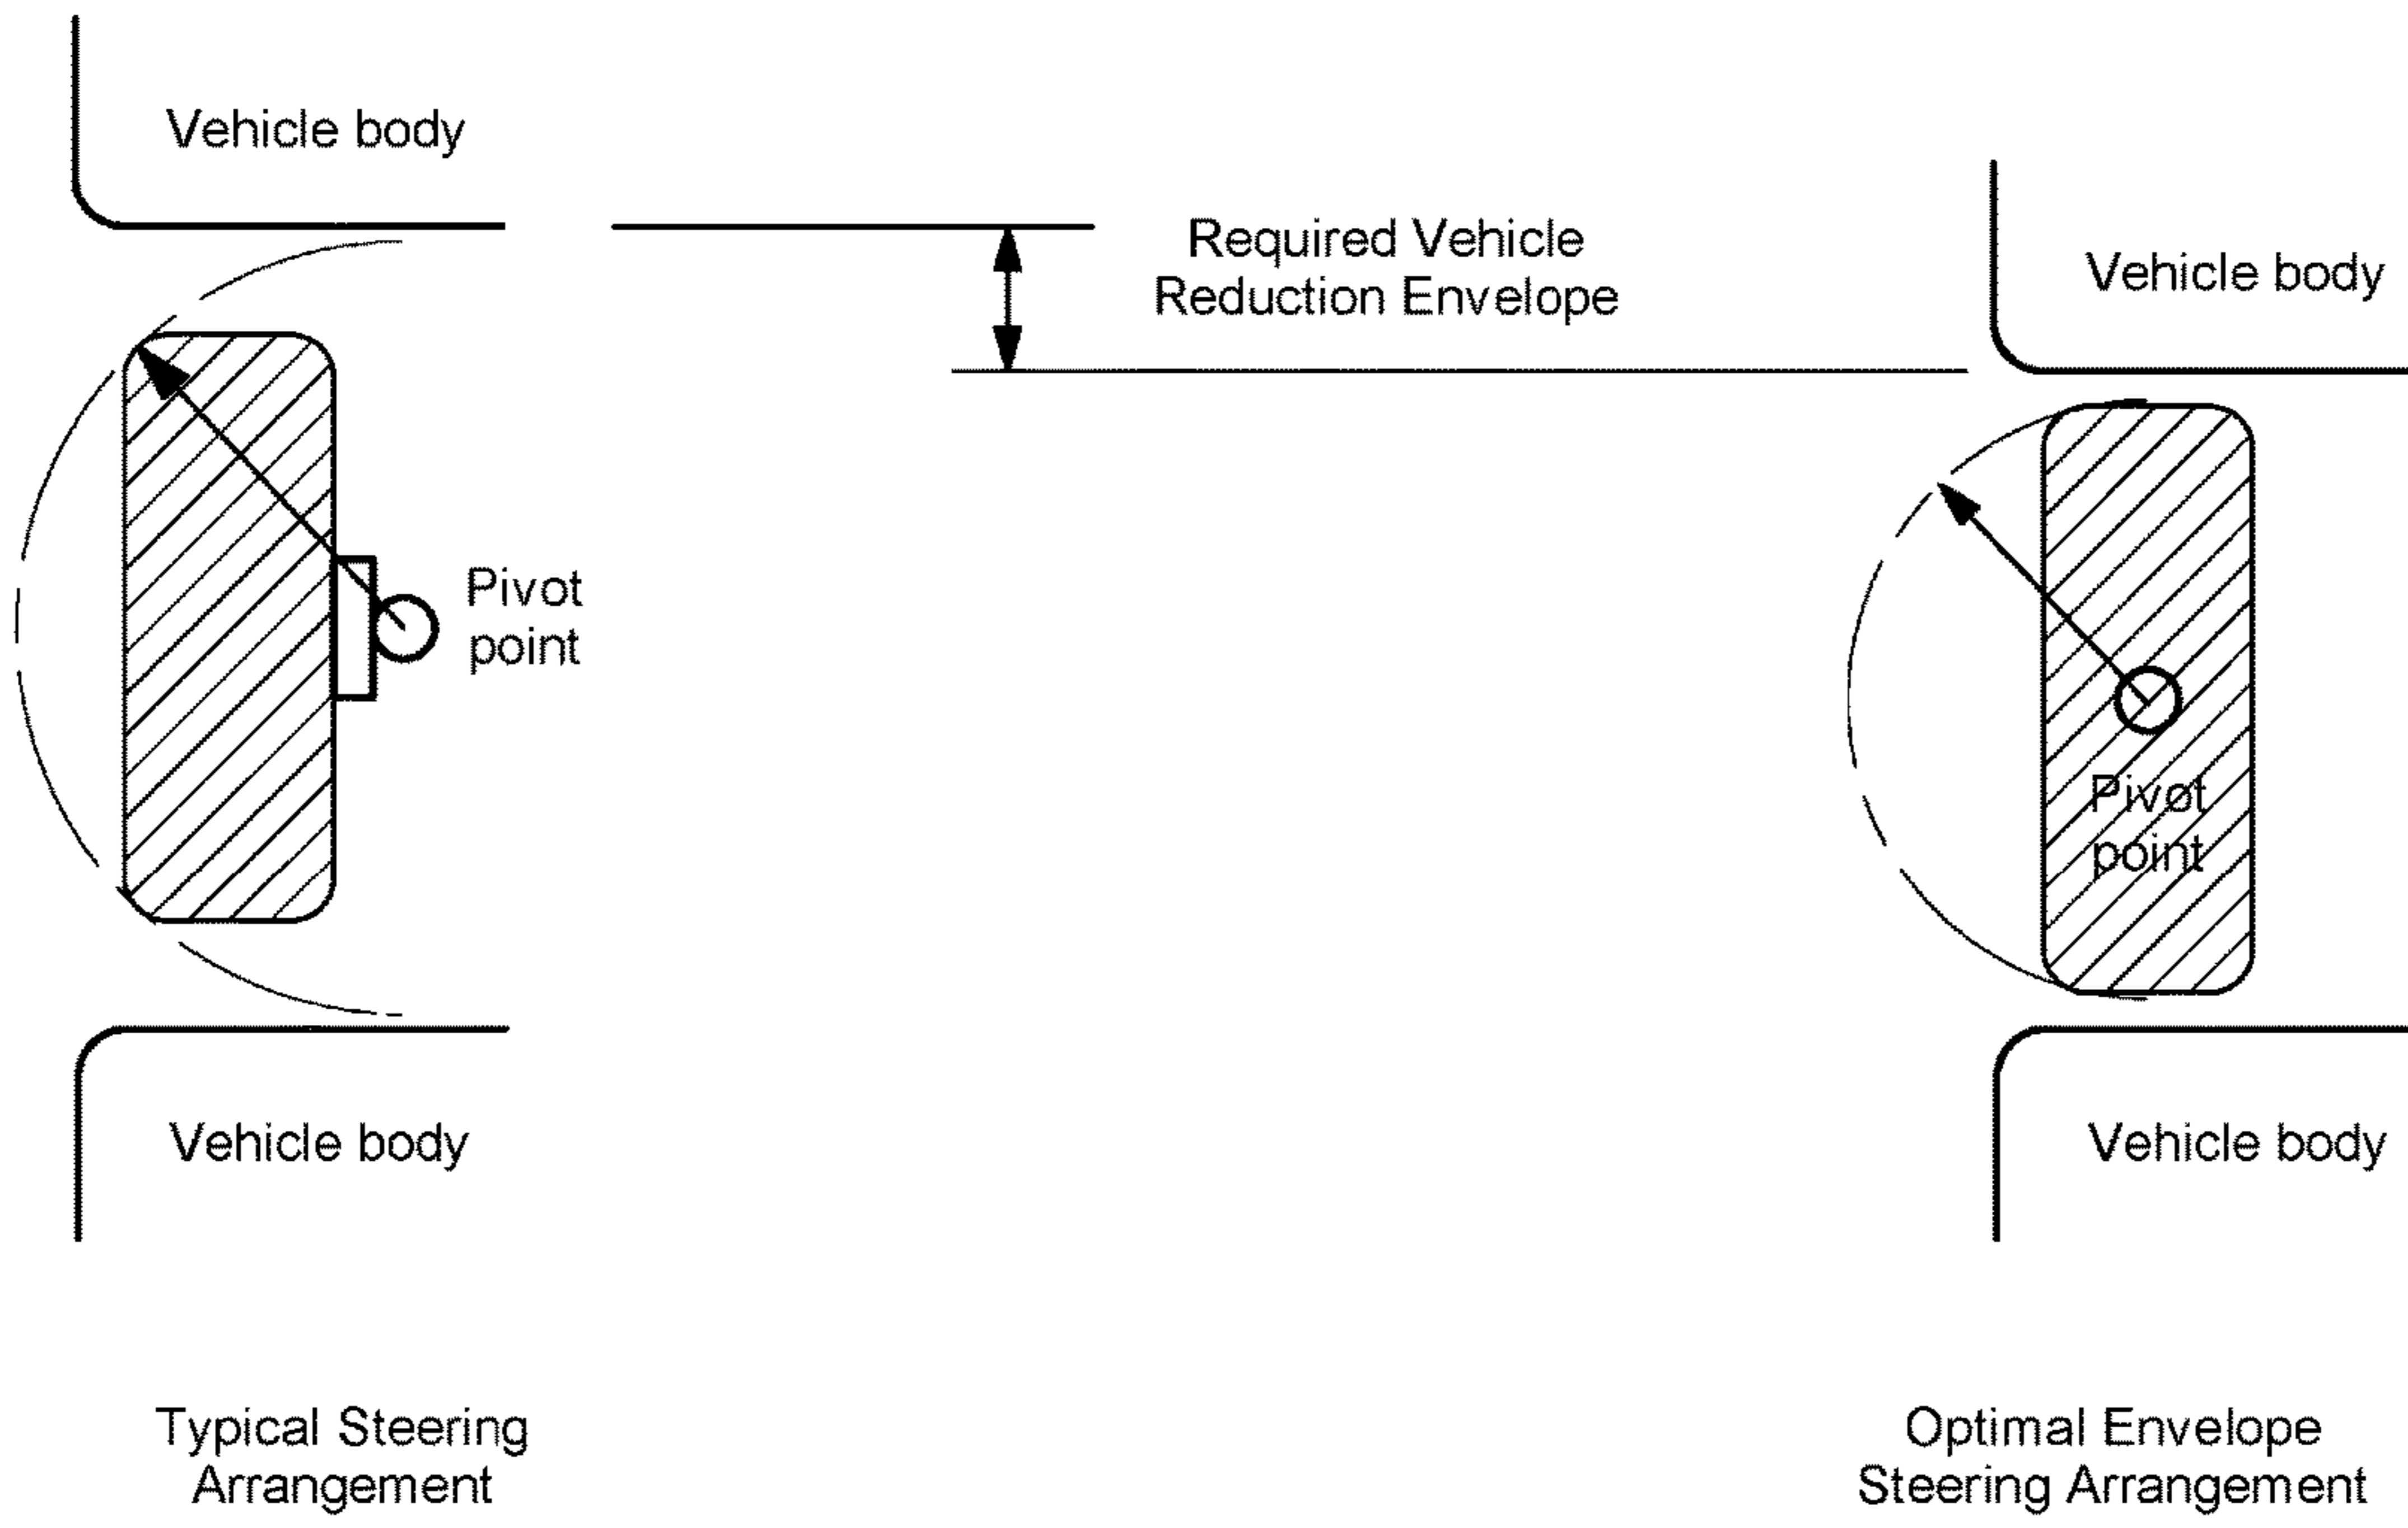 Vehicle body
Required Vehicle
Reduction Envelope
Vehicle body
Pivot
point
Pivot
point
Vehicle body
Vehicle body
Typical Steering
Arrangement
Optimal Envelope
Steering Arrangement